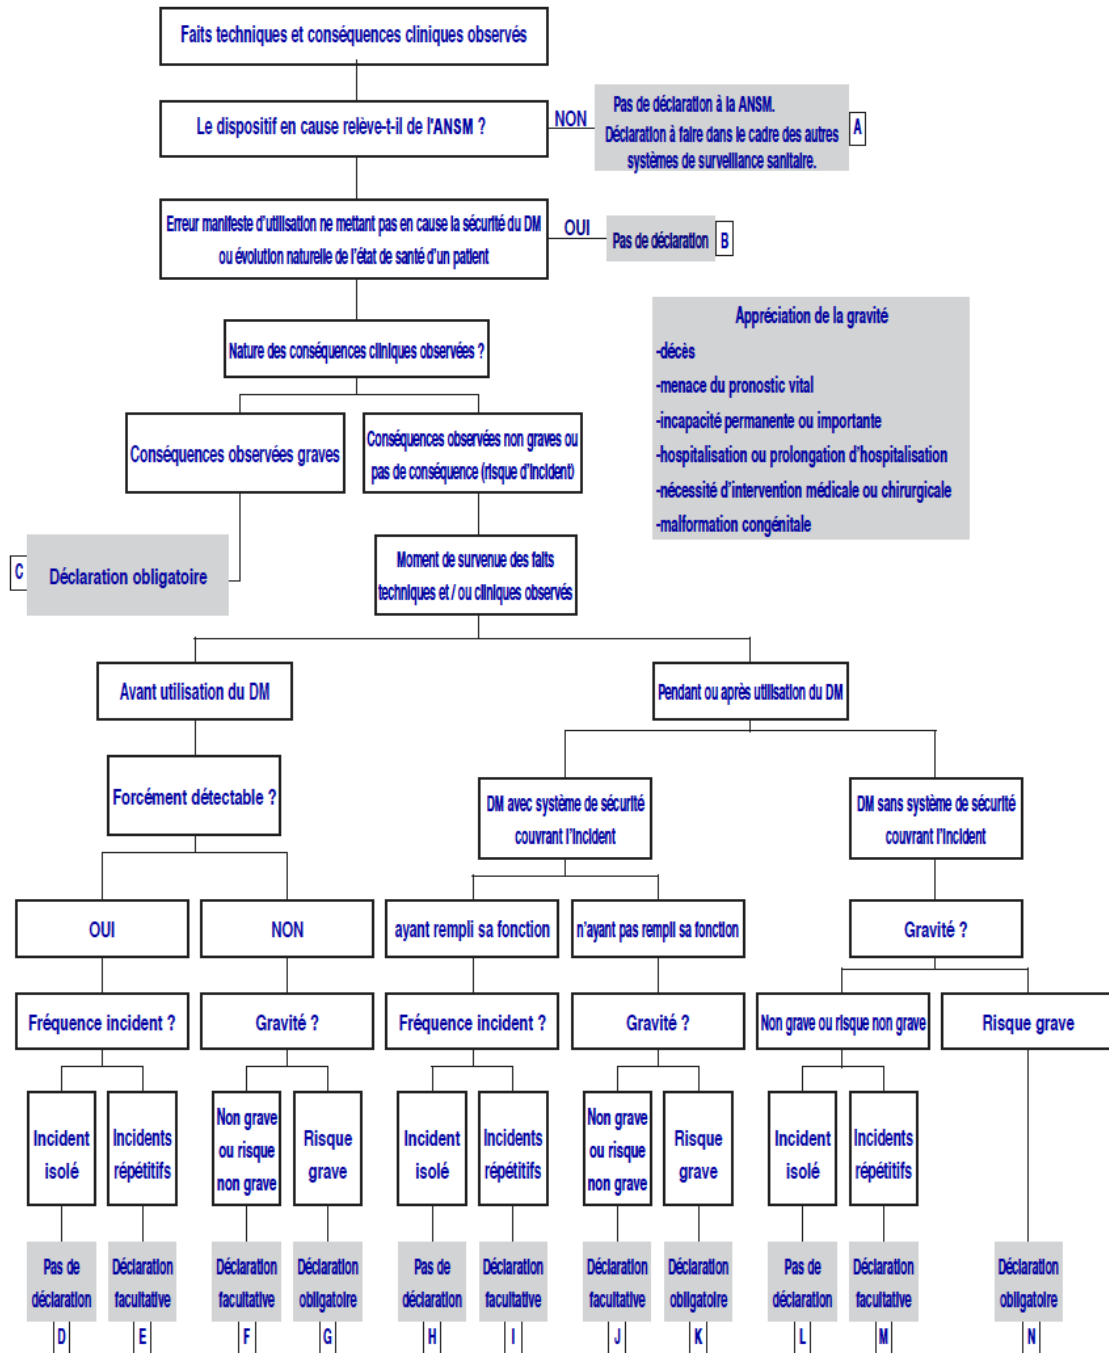 Faits techniques et conséquences cliniques observés
Le dispositif en cause relève-t-il de l'ANSM ?
NON
Pas de déclaration à la ANSM.
Déclaration à faire dans le cadre des autres
systèmes de surveillance sanitaire.
A
Erreur manifeste d'utilisation ne mettant pas en cause la sécurité du DM
ou évolution naturelle de l'état de santé d'un patient
OUI
Pas de déclaration
B
Appréciation de la gravité
-décès
-menace du pronostic vital
-incapacité permanente ou importante
-hospitalisation ou prolongation d'hospitalisation
-nécessité d'intervention médicale ou chirurgicale
-malformation congénitale
Nature des conséquences cliniques observées ?
Conséquences observées graves
Conséquences observées non graves ou
pas de conséquence (risque d'incident)
C
Déclaration obligatoire
Moment de survenue des faits
techniques et / ou cliniques observés
Avant utilisation du DM
Pendant ou après utilisation du DM
Forcément détectable ?
DM avec système de sécurité
couvrant l'incident
DM sans système de sécurité
couvrant l'incident
OUI
NON
ayant rempli sa fonction
n'ayant pas rempli sa fonction
Gravité ?
Fréquence incident ?
Gravité ?
Fréquence incident ?
Gravité ?
Non grave ou risque non grave
Risque grave
Incident
isolé
Incidents
répétitifs
Non grave
ou risque
non grave
Risque
grave
Incident
isolé
Incidents
répétitifs
Non grave
ou risque
non grave
Risque
grave
Incident
isolé
Incidents
répétitifs
Pas de
déclaration
D
Déclaration
facultative
E
Déclaration
facultative
F
Déclaration
obligatoire
G
Pas de
déclaration
H
Déclaration
facultative
I
Déclaration
facultative
J
Déclaration
obligatoire
K
Pas de
déclaration
L
Déclaration
facultative
M
Déclaration
obligatoire
N